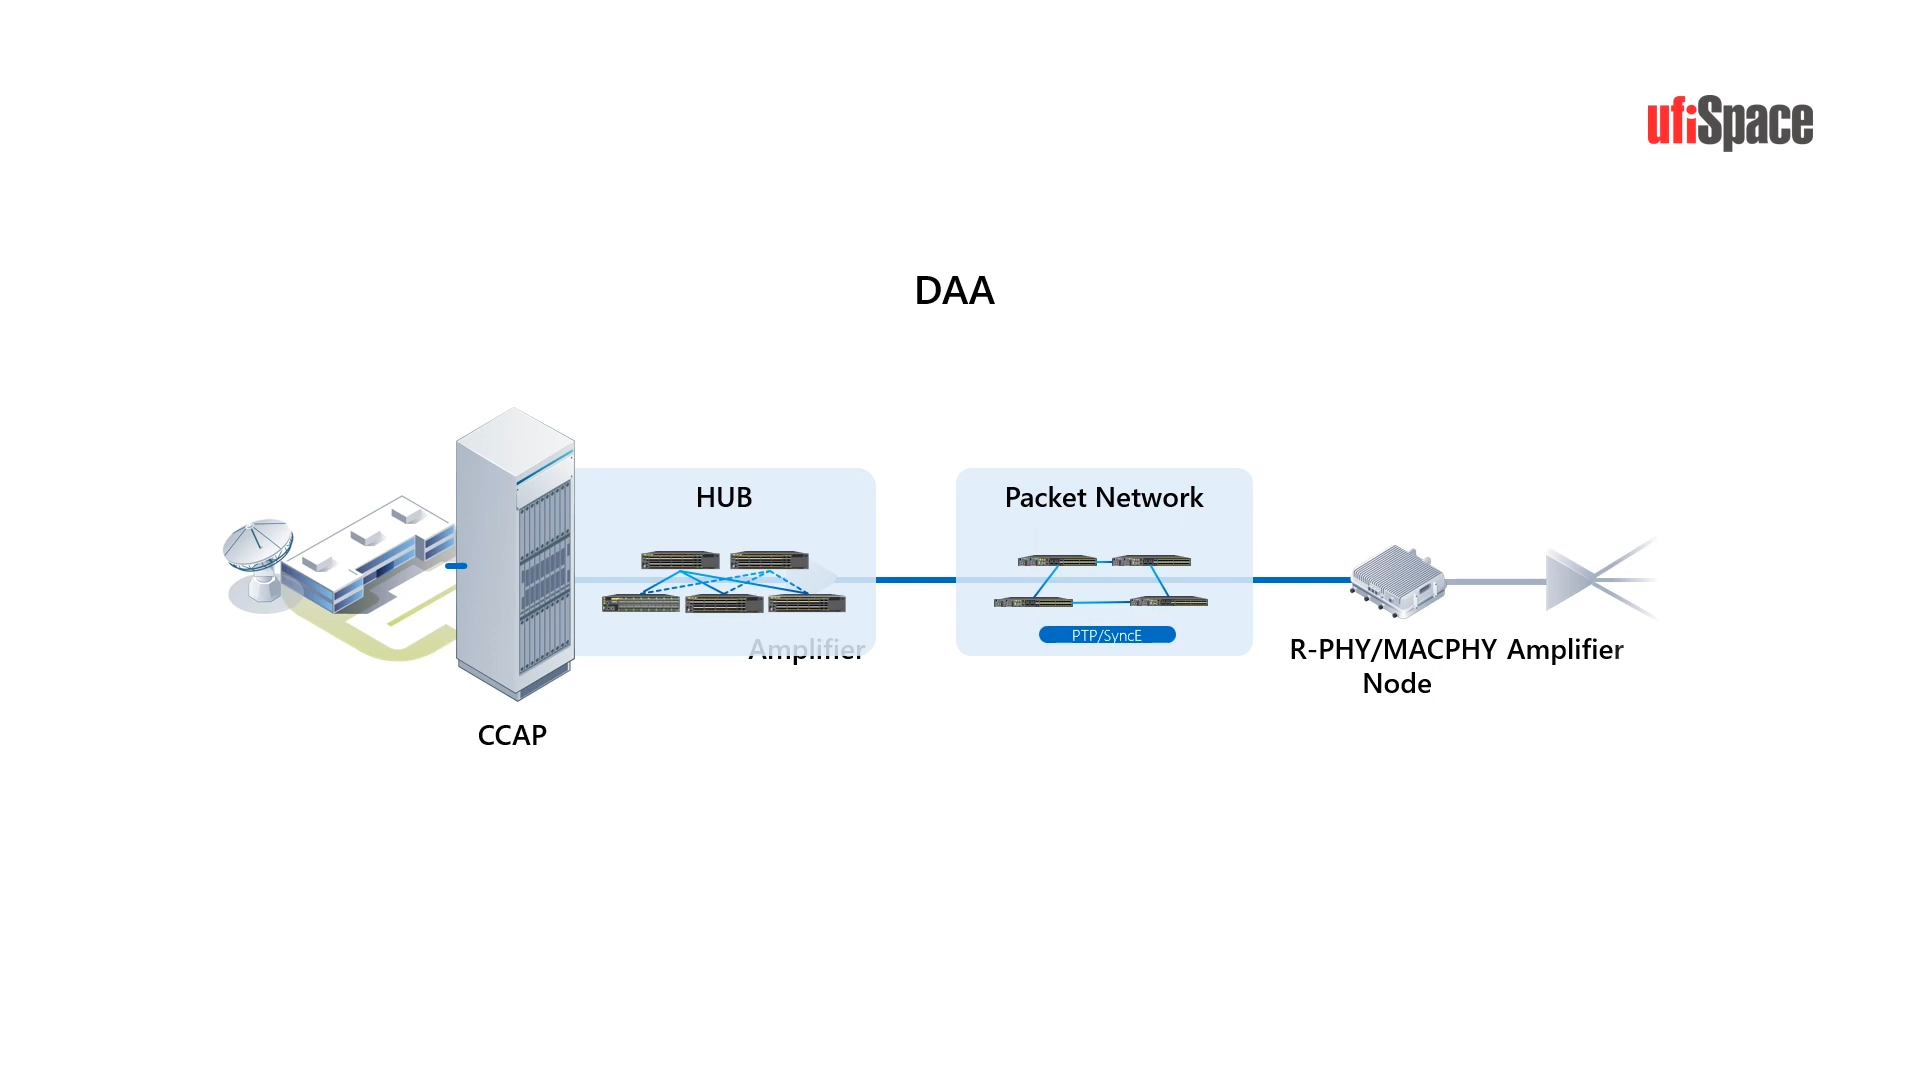 ufiSpace
DAA
HUB
Packet Network
PTP/SyncE
Amplifier
R-PHY/MACPHY Amplifier
Node
CCAP